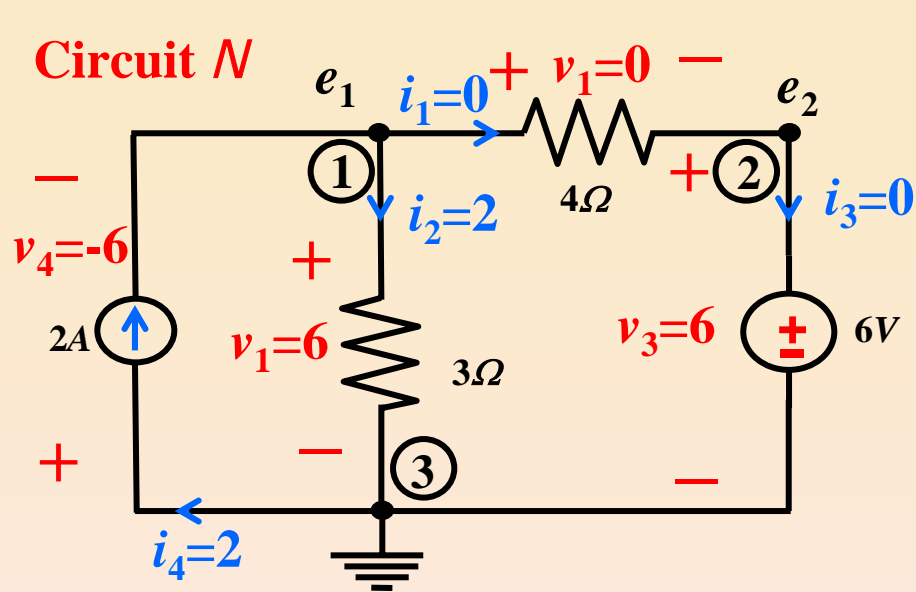 Circuit N
e1
i1=0
+ v1=0 −
e2
−
1
4Ω
+
2
i3=0
v4=-6
i2=2
+
2A
v1=6
3Ω
v3=6
+
−
6V
+
−
3
−
i4=2